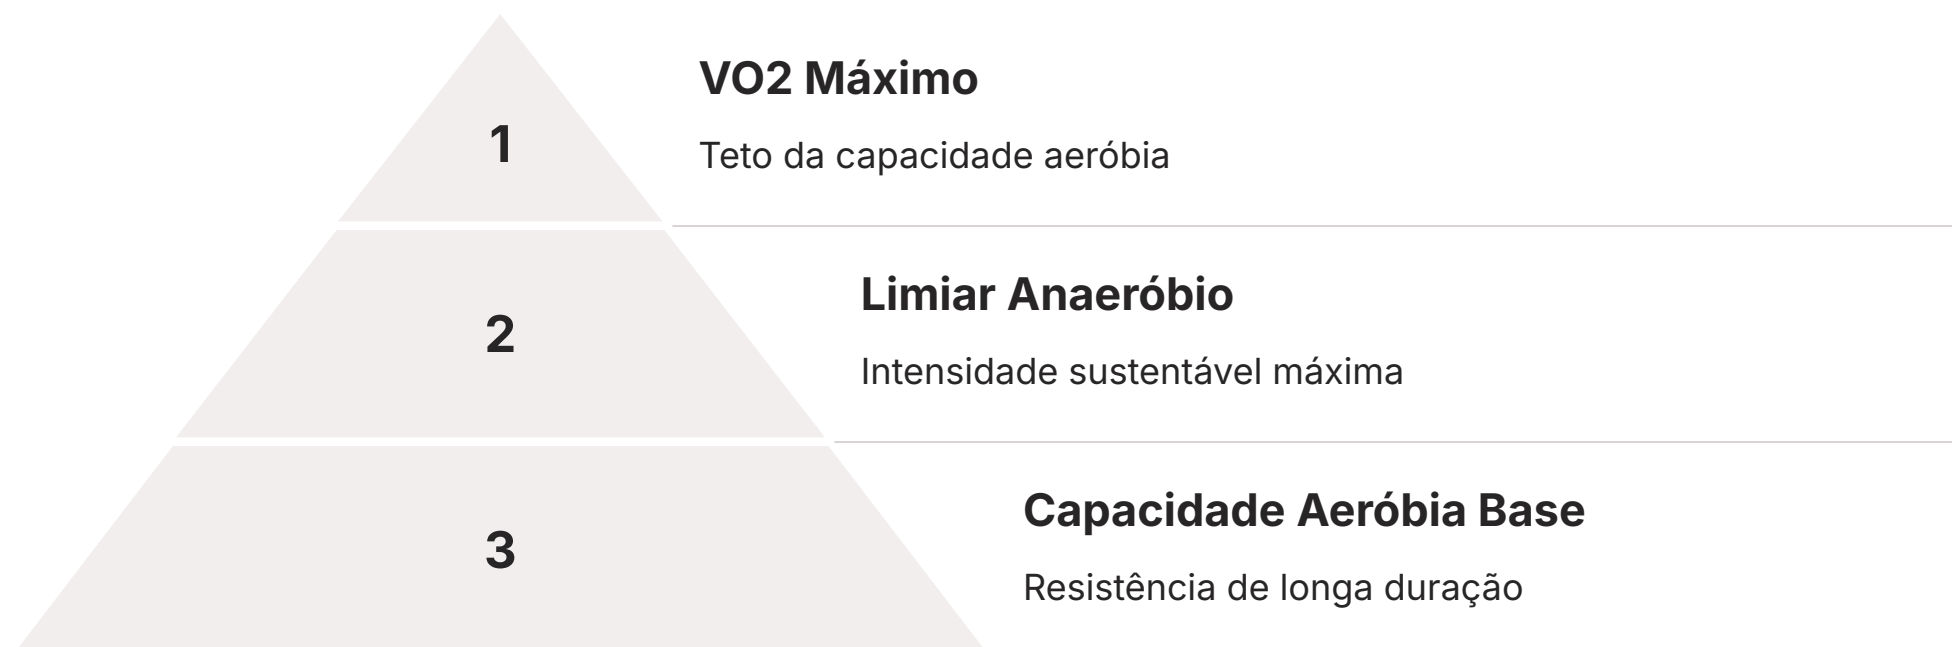 1
VO2 Máximo
Teto da capacidade aeróbia
2
Limiar Anaeróbio
Intensidade sustentável máxima
3
Capacidade Aeróbia Base
Resistência de longa duração